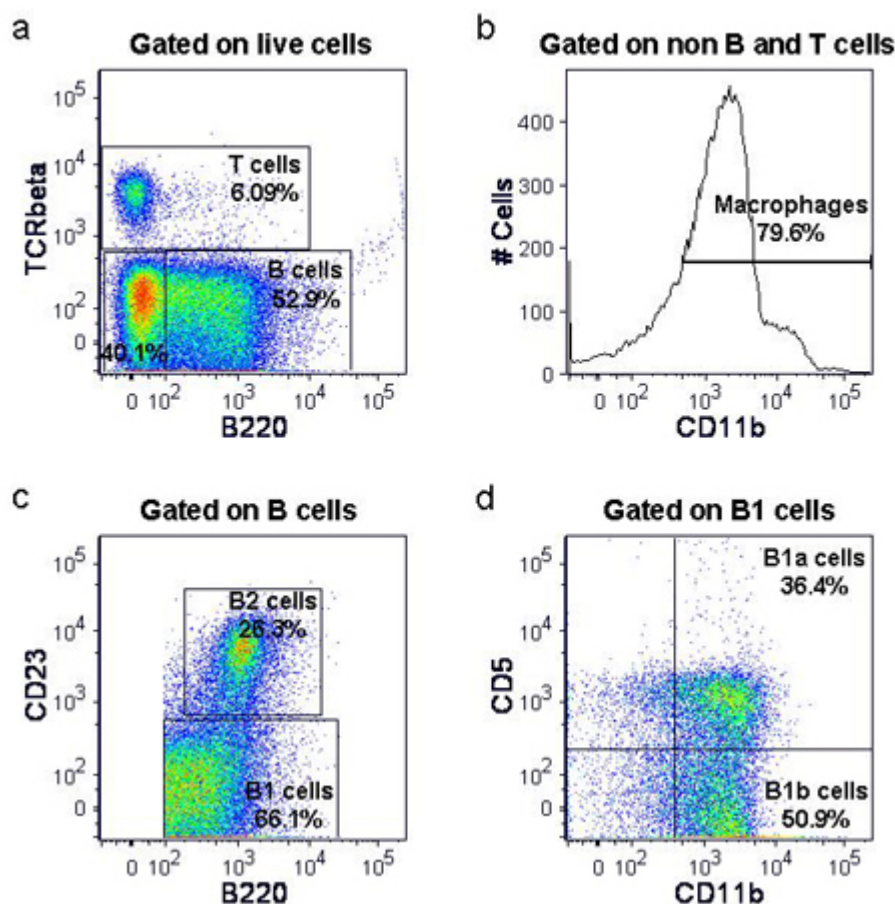 a
Gated on live cells
10^5
10^4
10^3
10^2
0
TCRbeta
T cells
6.09%
B cells
52.9%
40.1%
0 10^2 10^3 10^4 10^5
B220
b
Gated on non B and T cells
400
300
200
100
0
# Cells
Macrophages
79.6%
0 10^3 10^4 10^5
CD11b
c
Gated on B cells
10^5
10^4
10^3
10^2
0
CD23
B2 cells
26.3%
B1 cells
66.1%
0 10^2 10^3 10^4 10^5
B220
d
Gated on B1 cells
10^5
10^4
10^3
10^2
0
CD5
B1a cells
36.4%
B1b cells
50.9%
0 10^3 10^4 10^5
CD11b